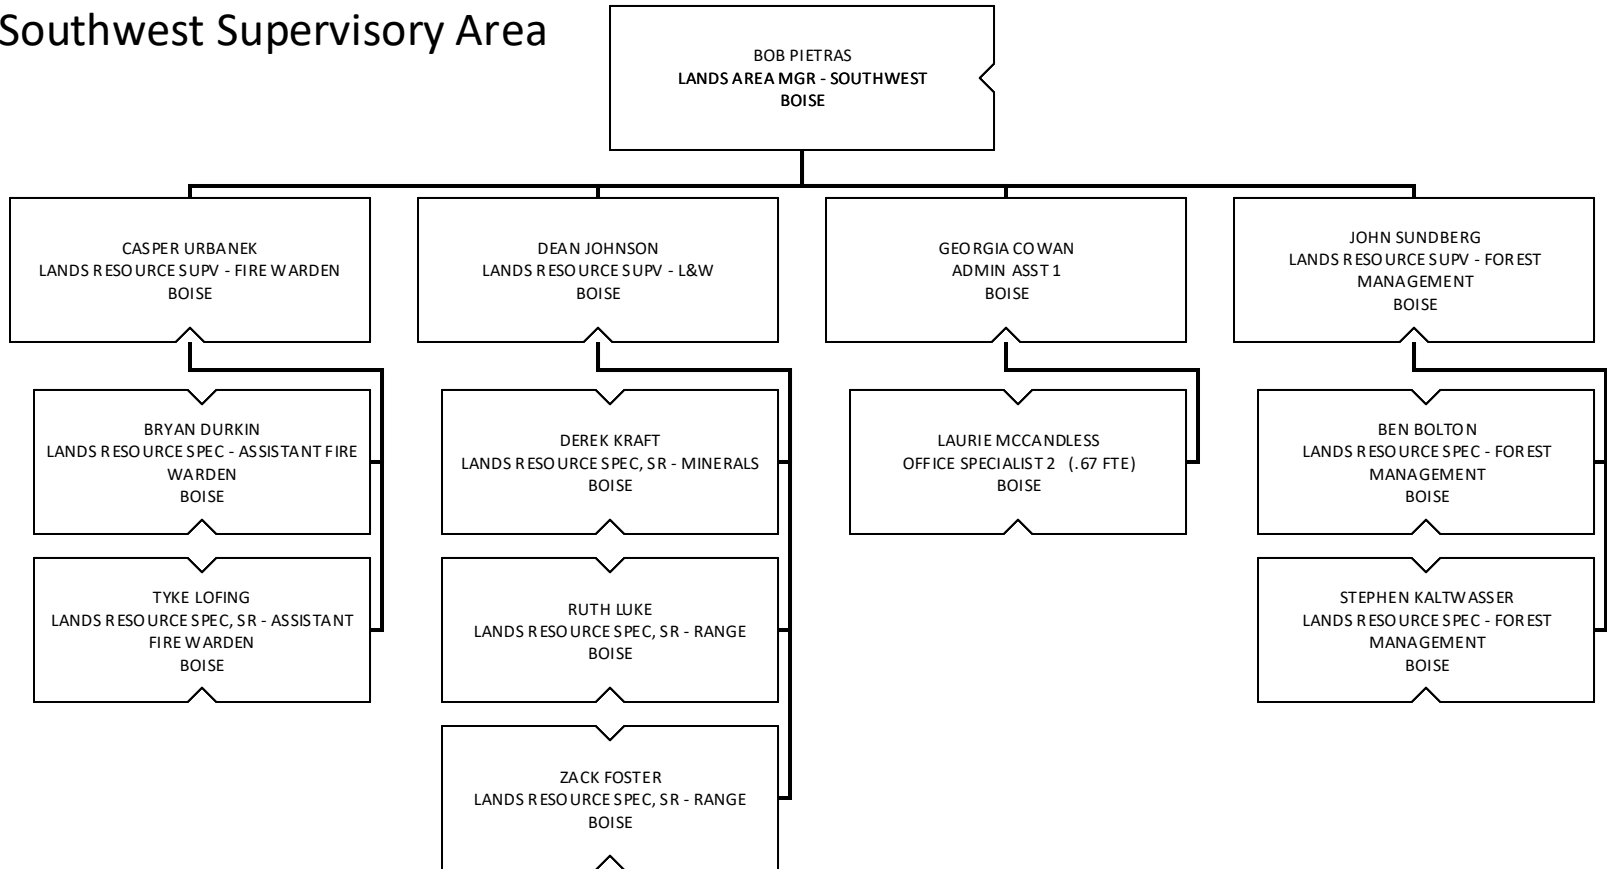 Southwest Supervisory Area
BOB PIETRAS
LANDS AREA MGR - SOUTHWEST
BOISE
CASPER URBANEK
LANDS RESOURCE SUPV - FIRE WARDEN
BOISE
DEAN JOHNSON
LANDS RESOURCE SUPV - L&W
BOISE
GEORGIA COWAN
ADMIN ASST 1
BOISE
JOHN SUNDBERG
LANDS RESOURCE SUPV - FOREST
MANAGEMENT
BOISE
BRYAN DURKIN
LANDS RESOURCE SPEC - ASSISTANT FIRE
WARDEN
BOISE
DEREK KRAFT
LANDS RESOURCE SPEC, SR - MINERALS
BOISE
LAURIE MCCANDLESS
OFFICE SPECIALIST 2 (.67 FTE)
BOISE
BEN BOLTON
LANDS RESOURCE SPEC - FOREST
MANAGEMENT
BOISE
TYKE LOFING
LANDS RESOURCE SPEC, SR - ASSISTANT
FIRE WARDEN
BOISE
RUTH LUKE
LANDS RESOURCE SPEC, SR - RANGE
BOISE
STEPHEN KALTWASSER
LANDS RESOURCE SPEC - FOREST
MANAGEMENT
BOISE
ZACK FOSTER
LANDS RESOURCE SPEC, SR - RANGE
BOISE